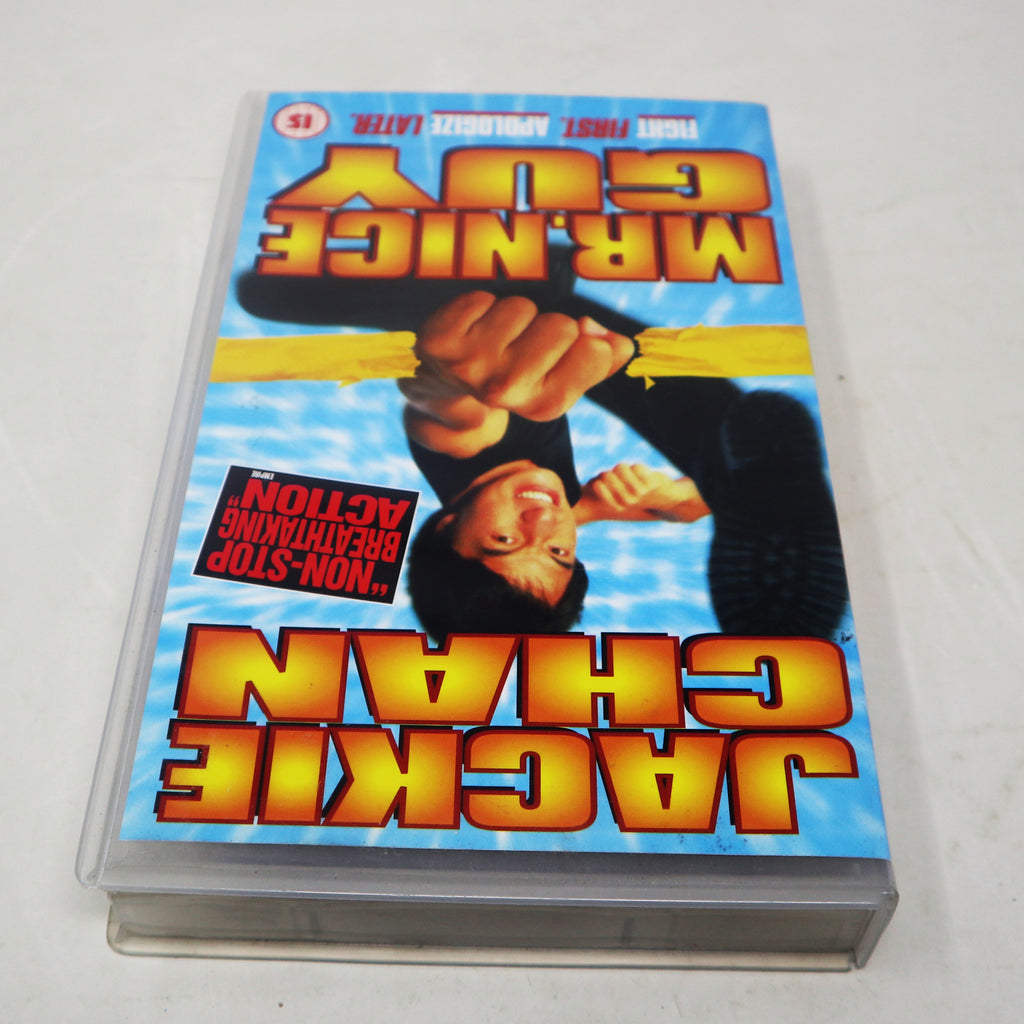 JACKIE
CHAN
"NON-STOP
BREATHTAKING
ACTION"
EMPIRE
MR. NICE
GUY
FIGHT FIRST. APOLOGIZE LATER.
15